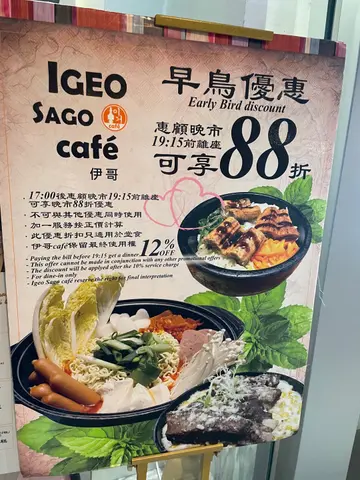 IGEO
SAGO
café
café
伊哥
早鳥優惠
Early Bird discount
惠顧晚市
19:15前離座
可享88折
· 17:00後惠顧晚市19:15前離座
可享晚市88折優惠
· 不可與其他優惠同時使用
· 加一服務按正價計算
· 此優惠折扣只適用於堂食
· 伊哥café保留最終使用權
12% OFF
- Paying the bill before 19:15 get a dinner
- This offer cannot be made in conjunction with any other promotional offers
- The discount will be applyed after the 10% service charge
- For dine-in only
- Igeo Sago café reserve the right for final interpretation